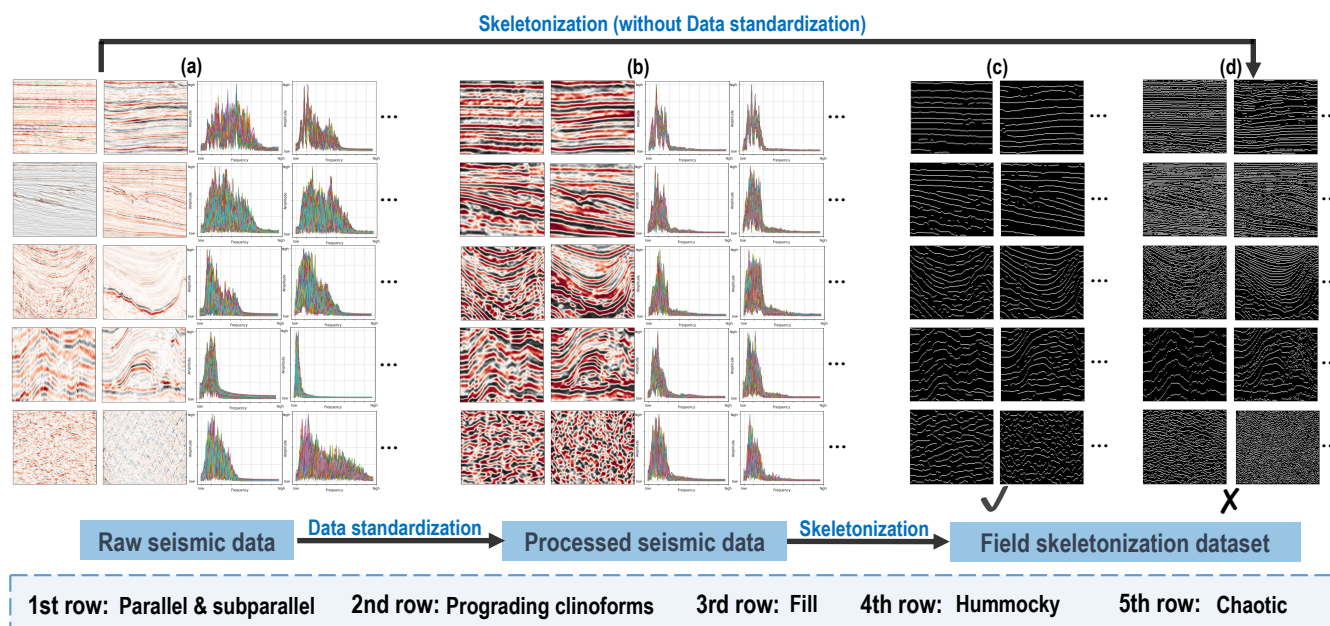 Skeletonization (without Data standardization)
(a) (b) (c) (d)
... ... ... ...
... ... ... ...
... ... ... ...
... ... ... ...
... ... ... ...
Raw seismic data Data standardization Processed seismic data Skeletonization Field skeletonization dataset
1st row: Parallel & subparallel 2nd row: Prograding clinoforms 3rd row: Fill 4th row: Hummocky 5th row: Chaotic